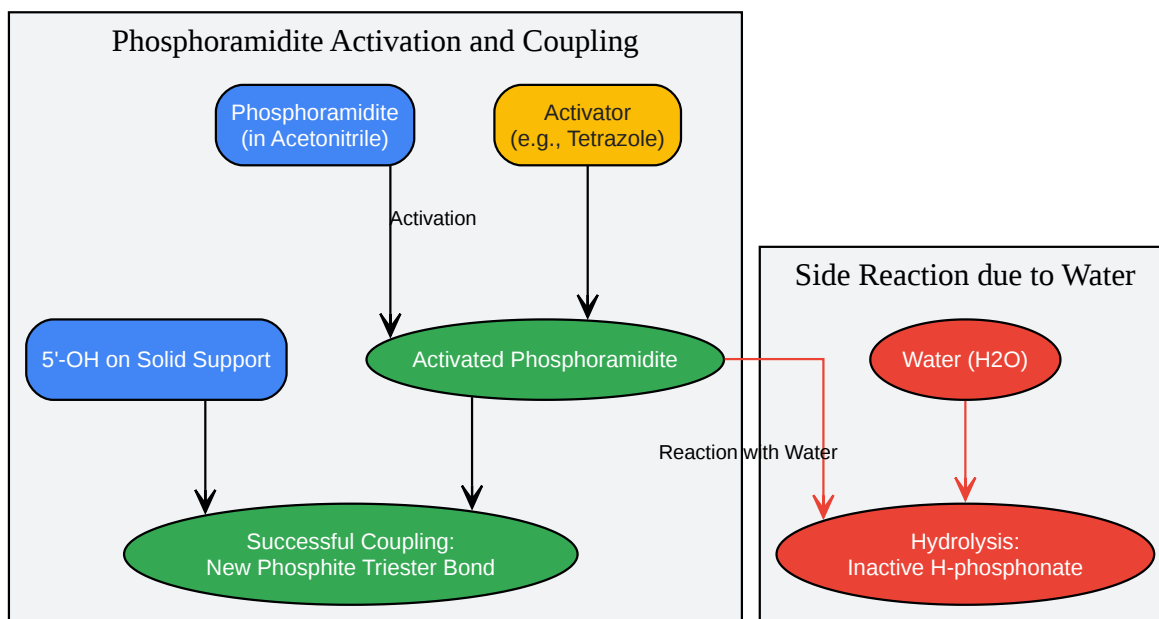 Phosphoramidite Activation and Coupling
Phosphoramidite
(in Acetonitrile)
Activator
(e.g., Tetrazole)
Activation
Side Reaction due to Water
5'-OH on Solid Support
Activated Phosphoramidite
Water (H2O)
Reaction with Water
Successful Coupling:
New Phosphite Triester Bond
Hydrolysis:
Inactive H-phosphonate